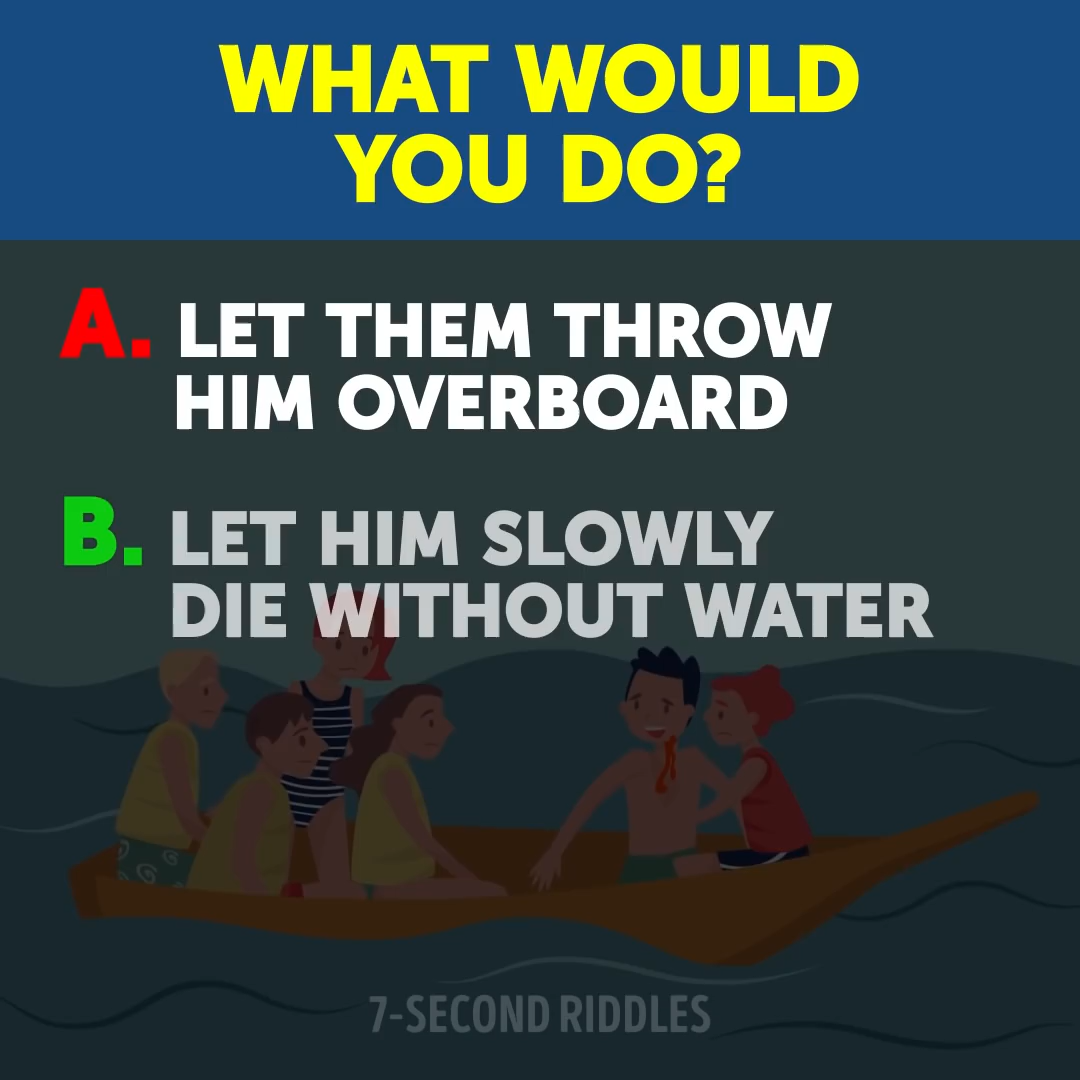 WHAT WOULD
YOU DO?
A. LET THEM THROW
HIM OVERBOARD
B. LET HIM SLOWLY
DIE WITHOUT WATER
7-SECOND RIDDLES